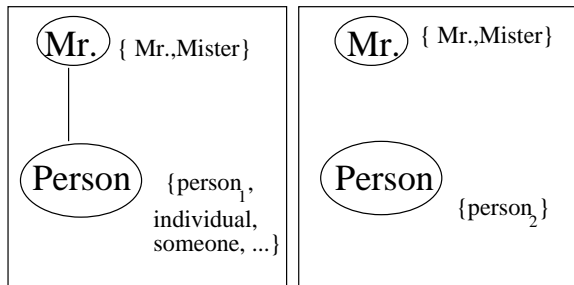 Mr. { Mr.,Mister}
Person
{person1,
individual,
someone, ...}
Mr. { Mr.,Mister}
Person
{person2}